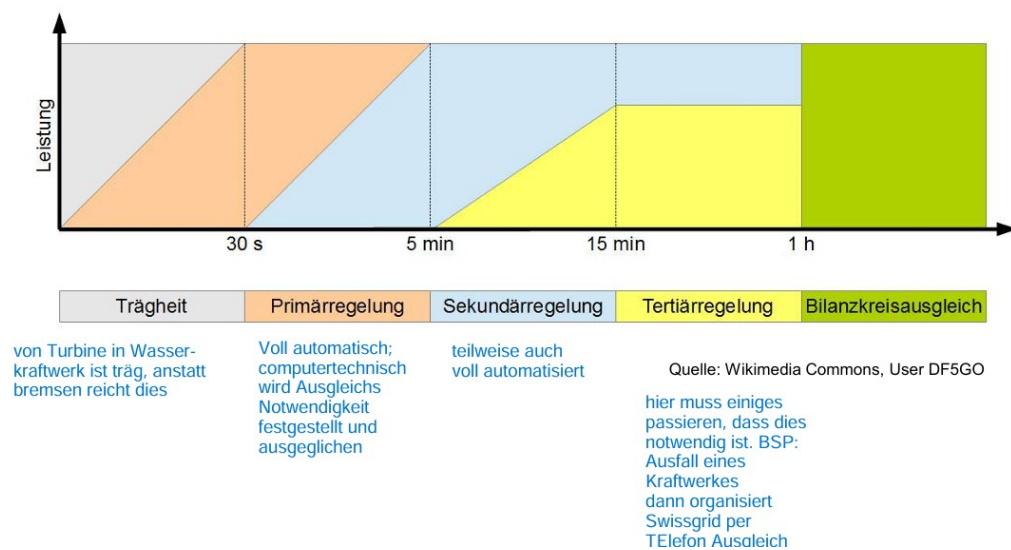 Leistung
30 s
5 min
15 min
1 h
Trägheit
Primärregelung
Sekundärregelung
Tertiärregelung
Bilanzkreisausgleich
von Turbine in Wasser-
kraftwerk ist träg, anstatt
bremsen reicht dies
Voll automatisch;
computertechnisch
wird Ausgleichs
Notwendigkeit
festgestellt und
ausgeglichen
teilweise auch
voll automatisiert
Quelle: Wikimedia Commons, User DF5GO
hier muss einiges
passieren, dass dies
notwendig ist. BSP:
Ausfall eines
Kraftwerkes
dann organisiert
Swissgrid per
TElefon Ausgleich